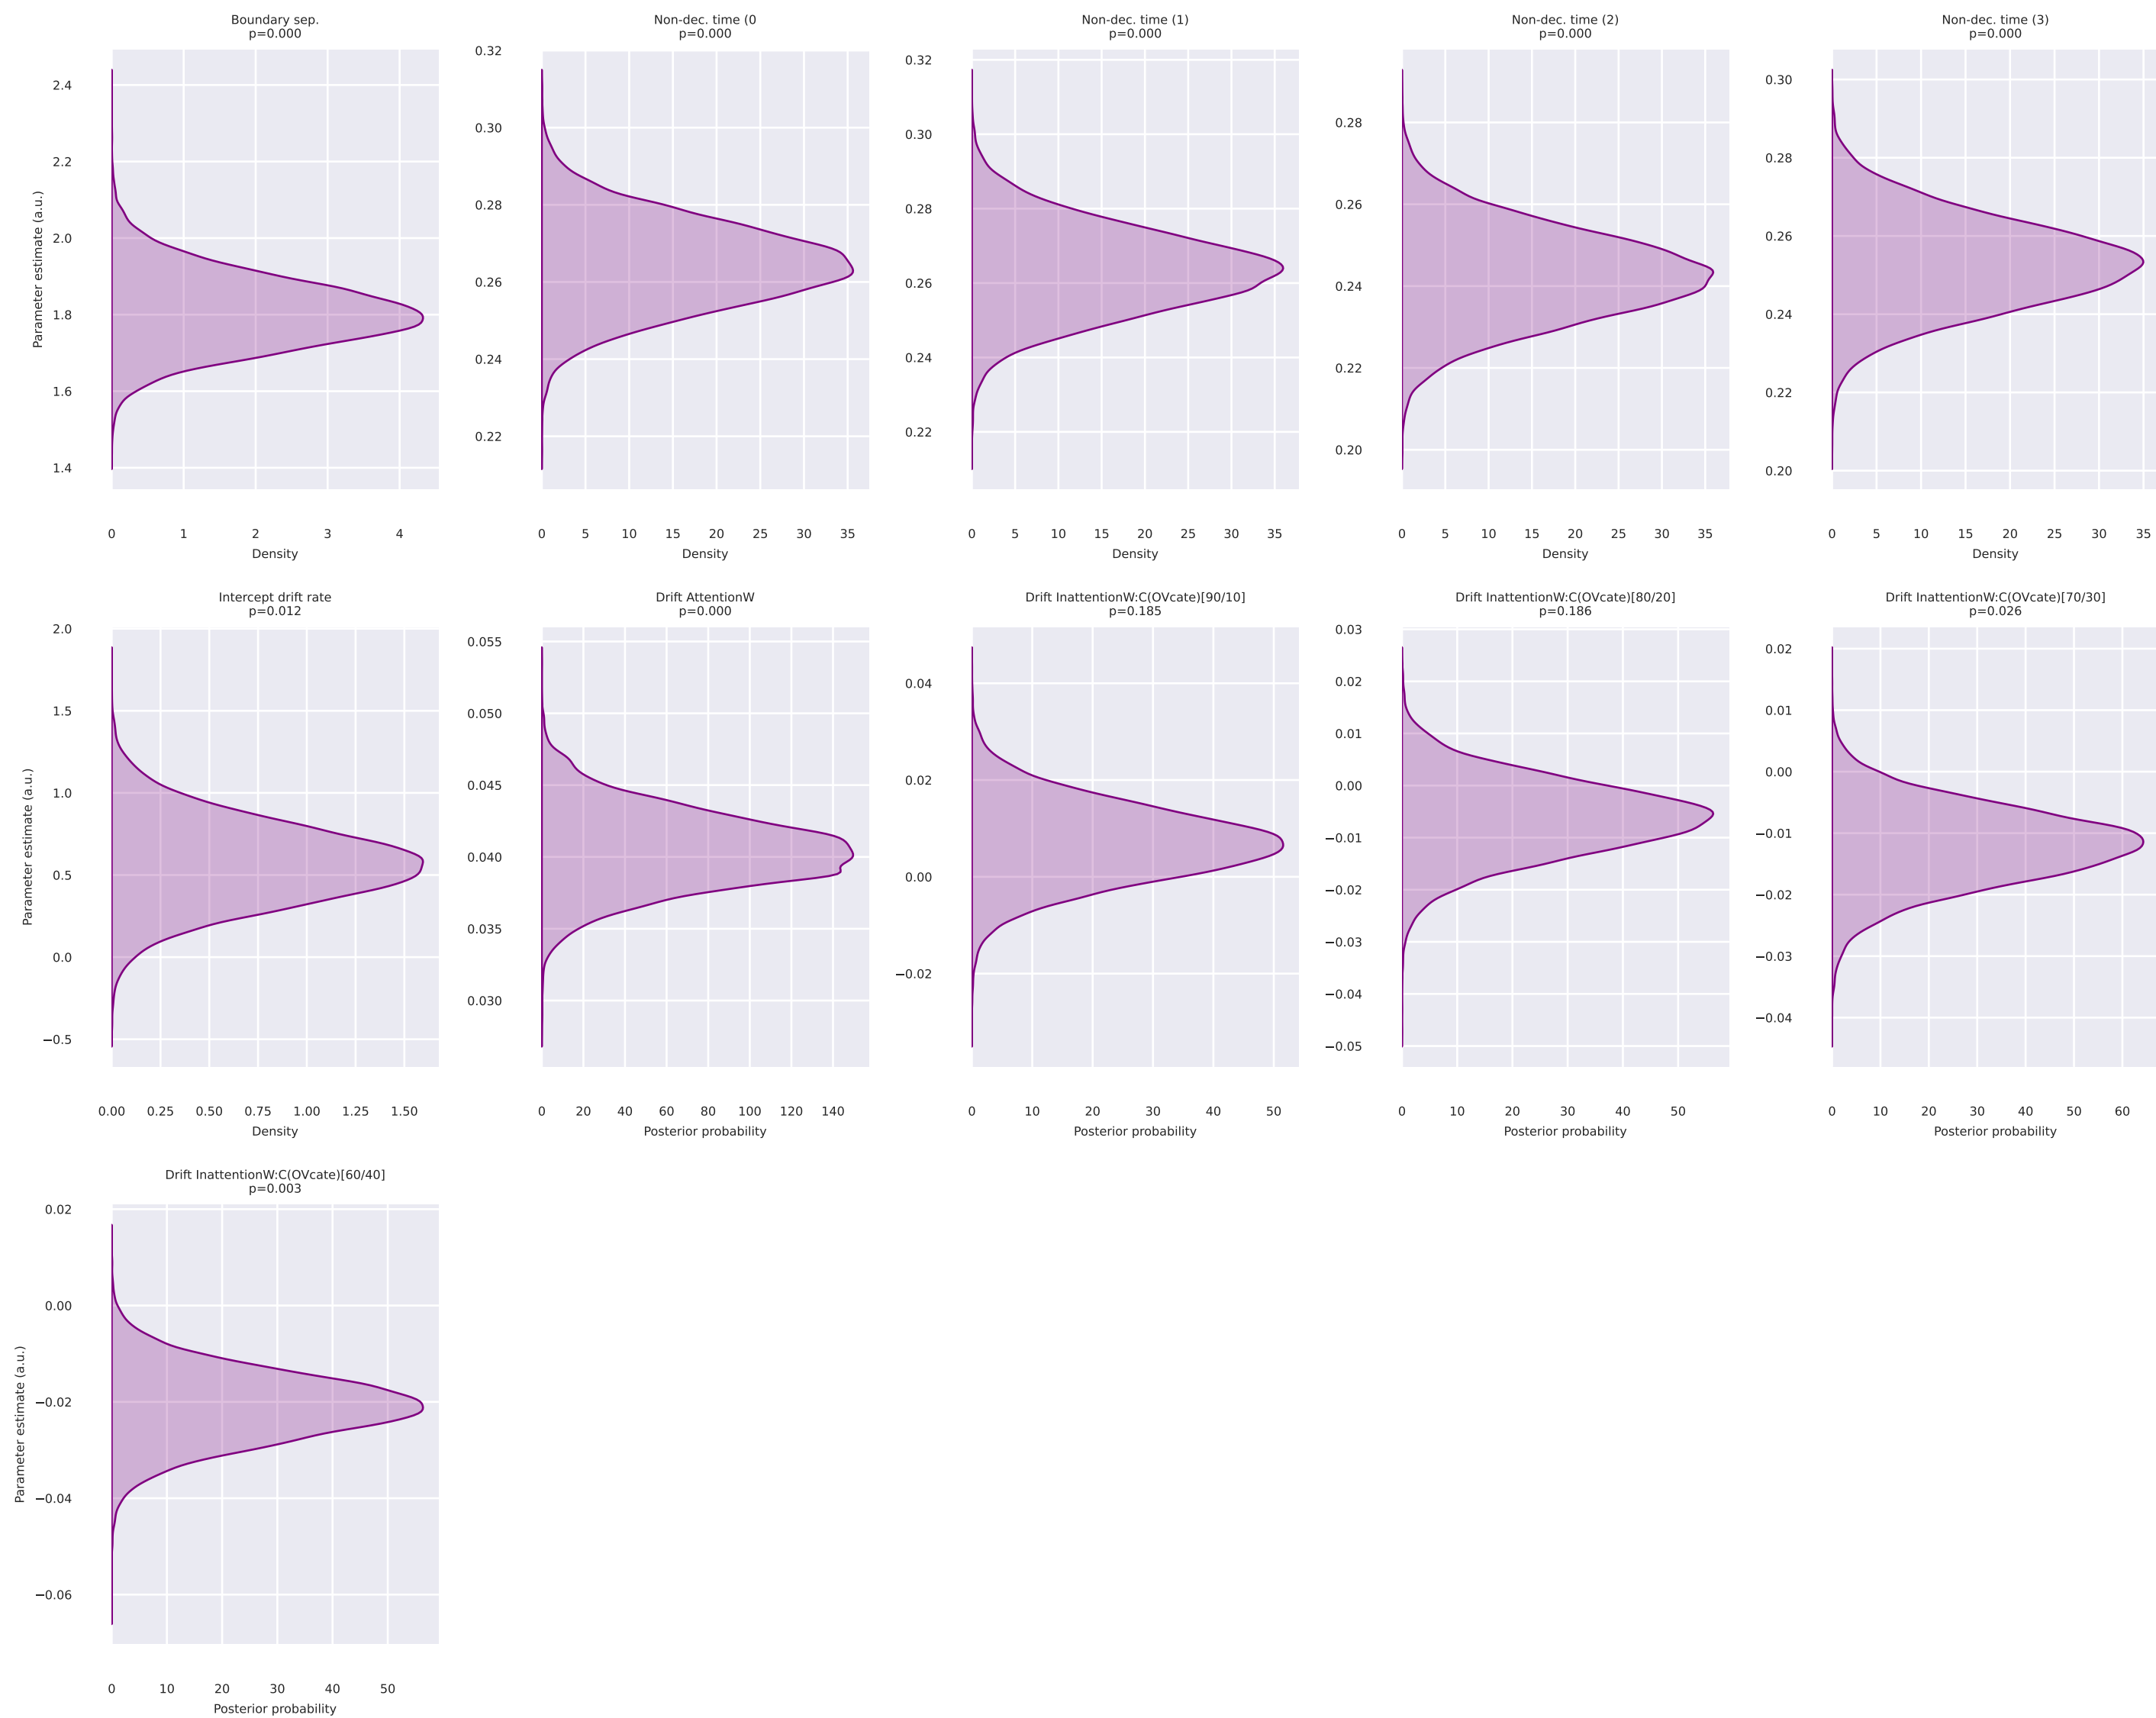 Boundary sep.
p=0.000
Non-dec. time (0
p=0.000
Non-dec. time (1)
p=0.000
Non-dec. time (2)
p=0.000
Non-dec. time (3)
p=0.000
Parameter estimate (a.u.)
2.4
2.2
2.0
1.8
1.6
1.4
0.32
0.30
0.28
0.26
0.24
0.22
0.32
0.30
0.28
0.26
0.24
0.22
0.28
0.26
0.24
0.22
0.20
0.30
0.28
0.26
0.24
0.22
0.20
0 1 2 3 4
0 5 10 15 20 25 30 35
0 5 10 15 20 25 30 35
0 5 10 15 20 25 30 35
0 5 10 15 20 25 30 35
Density
Density
Density
Density
Density
Intercept drift rate
p=0.012
Drift AttentionW
p=0.000
Drift InattentionW:C(OVcate)[90/10]
p=0.185
Drift InattentionW:C(OVcate)[80/20]
p=0.186
Drift InattentionW:C(OVcate)[70/30]
p=0.026
Parameter estimate (a.u.)
2.0
1.5
1.0
0.5
0.0
−0.5
0.055
0.050
0.045
0.040
0.035
0.030
0.04
0.02
0.00
−0.02
0.03
0.02
0.01
0.00
−0.01
−0.02
−0.03
−0.04
−0.05
0.02
0.01
0.00
−0.01
−0.02
−0.03
−0.04
0.00 0.25 0.50 0.75 1.00 1.25 1.50
0 20 40 60 80 100 120 140
0 10 20 30 40 50
0 10 20 30 40 50
0 10 20 30 40 50 60
Density
Posterior probability
Posterior probability
Posterior probability
Posterior probability
Drift InattentionW:C(OVcate)[60/40]
p=0.003
Parameter estimate (a.u.)
0.02
0.00
−0.02
−0.04
−0.06
0 10 20 30 40 50
Posterior probability